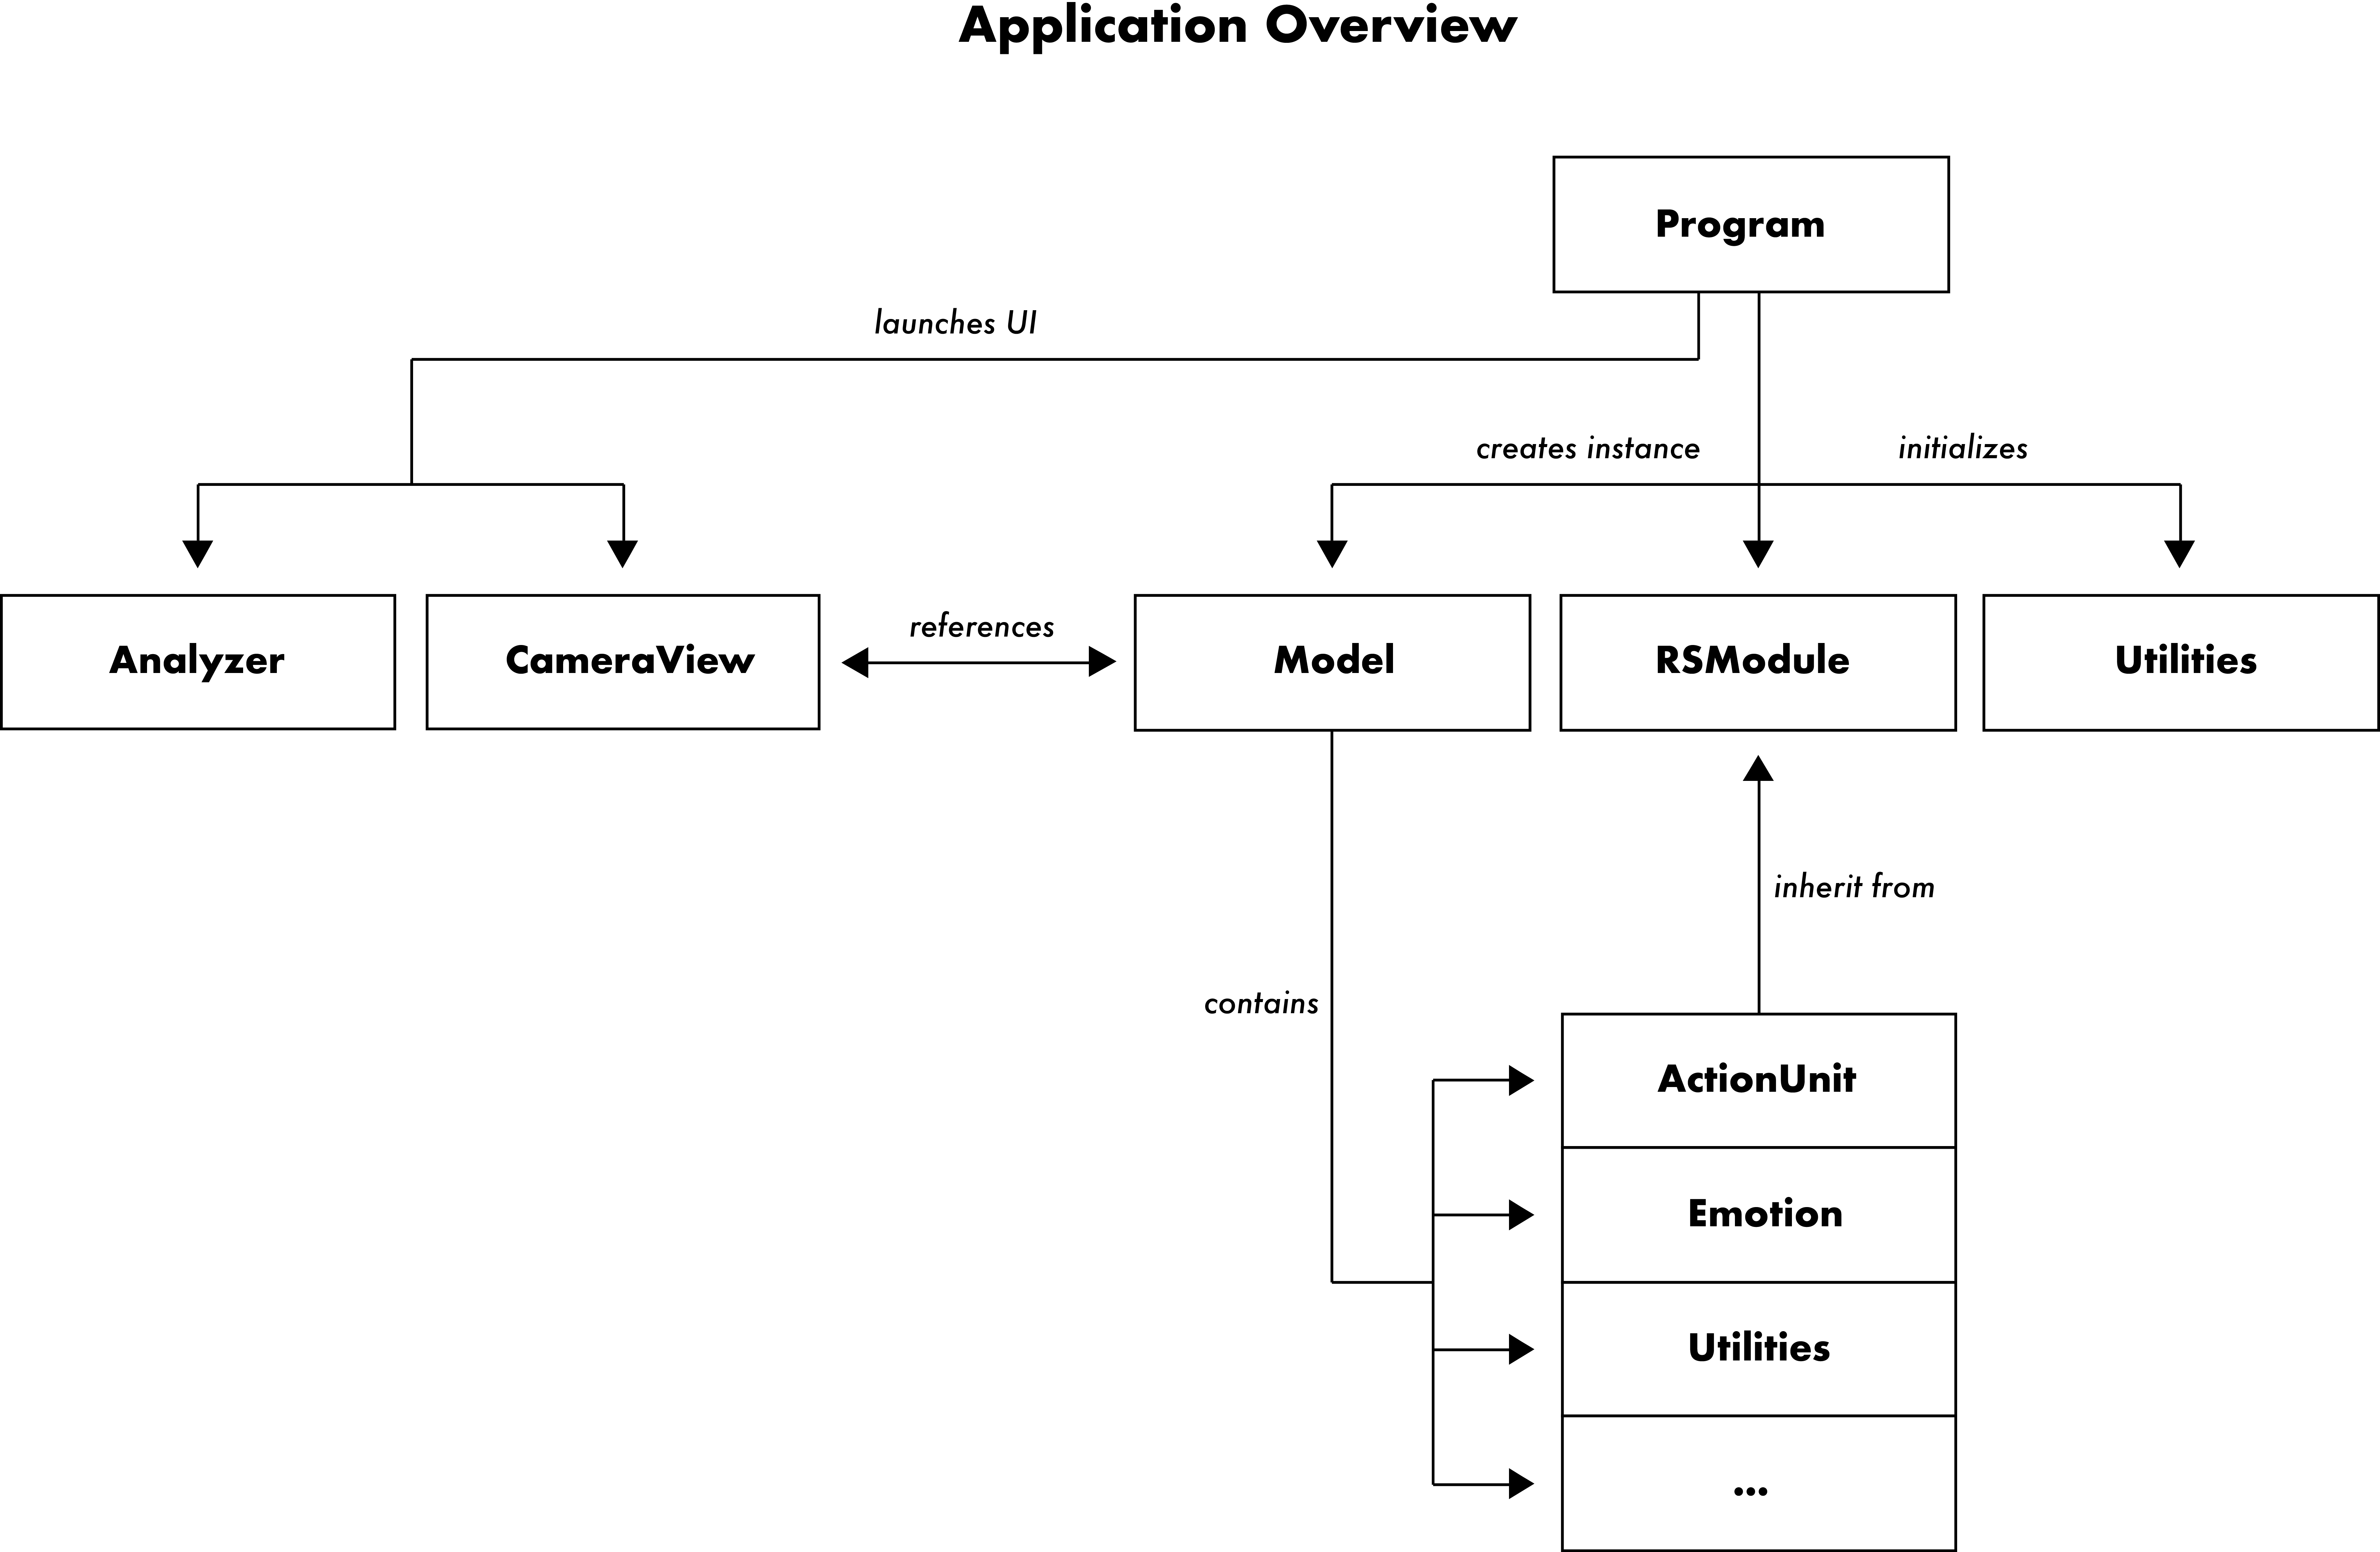 Application Overview
Program
launches UI
creates instance
initializes
Analyzer
CameraView
references
Model
RSModule
Utilities
inherit from
contains
ActionUnit
Emotion
Utilities
...